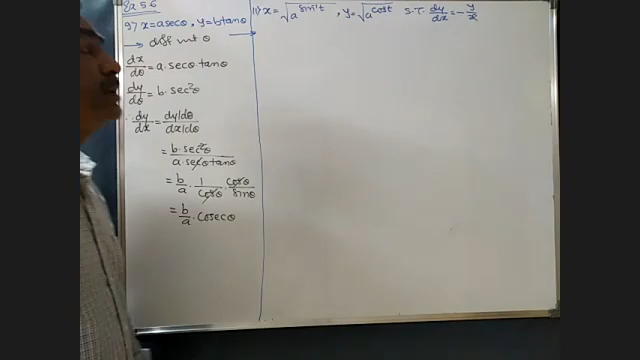 Ex 5.6
9) x = a secθ, y = b tanθ
→ diff wrt θ
dx/dθ = a · secθ · tanθ
dy/dθ = b · sec²θ
∴ dy/dx = (dy/dθ)/(dx/dθ)
= (b · sec²θ)/(a · secθ tanθ)
= b/a · 1/cosθ · cosθ/sinθ
= b/a · cosecθ
11) x = √(a^(sin⁻¹t)), y = √(a^(cos⁻¹t)) S.T. dy/dx = -y/x
→